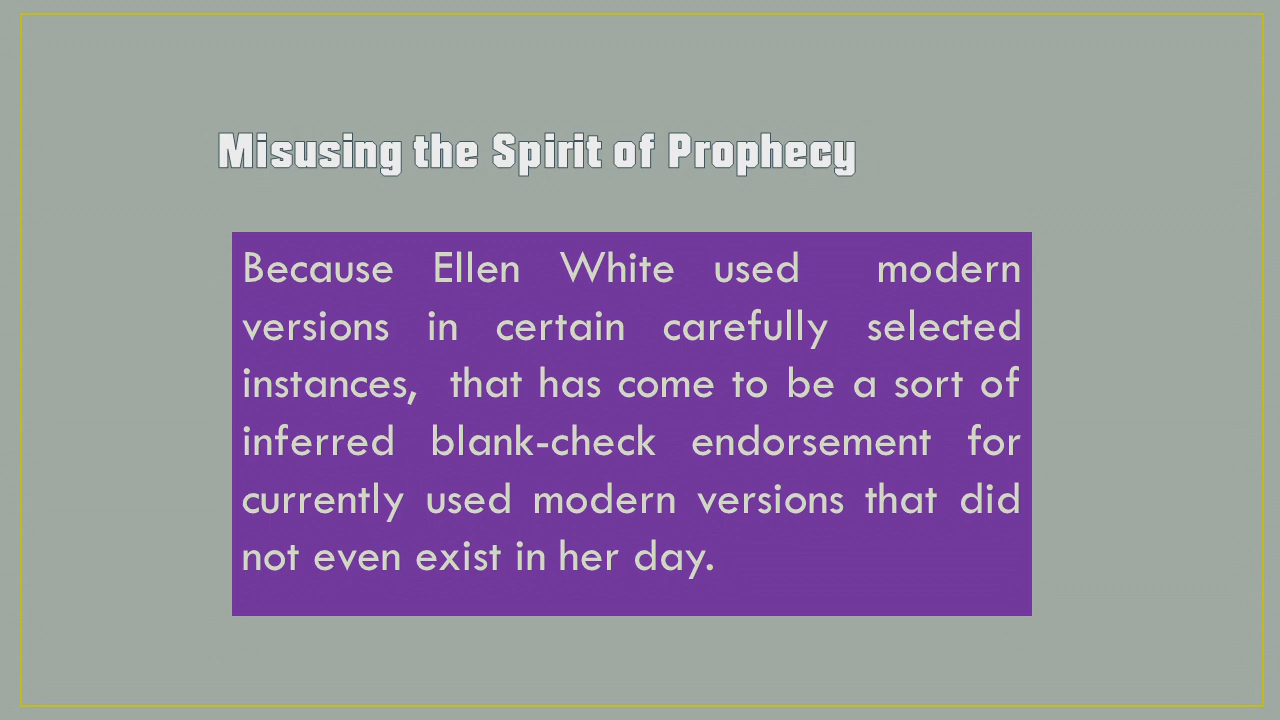 Misusing the Spirit of Prophecy
Because Ellen White used modern
versions in certain carefully selected
instances, that has come to be a sort of
inferred blank-check endorsement for
currently used modern versions that did
not even exist in her day.